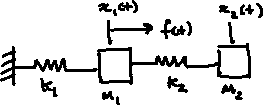 x₁(t) x₂(t)
f(t)
K₁ M₁ K₂ M₂